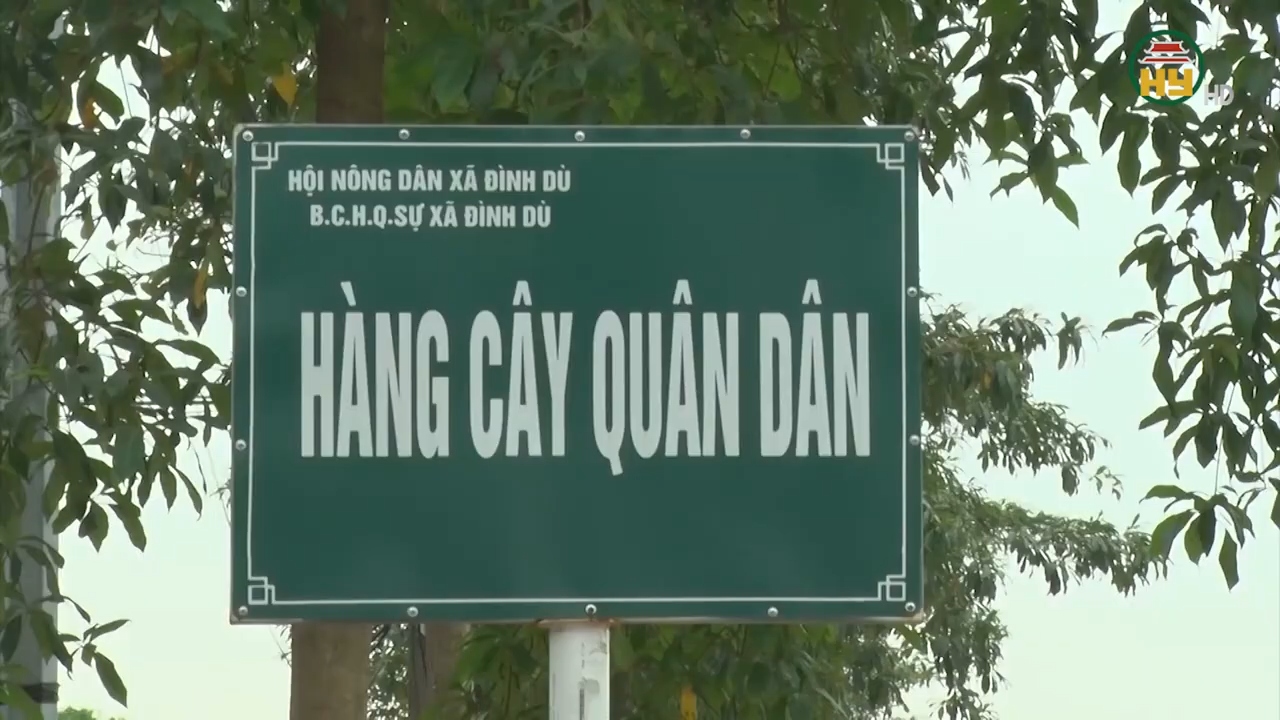 HY
HD
HỘI NÔNG DÂN XÃ ĐÌNH DÙ
B.C.H.Q.SỰ XÃ ĐÌNH DÙ
HÀNG CÂY QUÂN DÂN